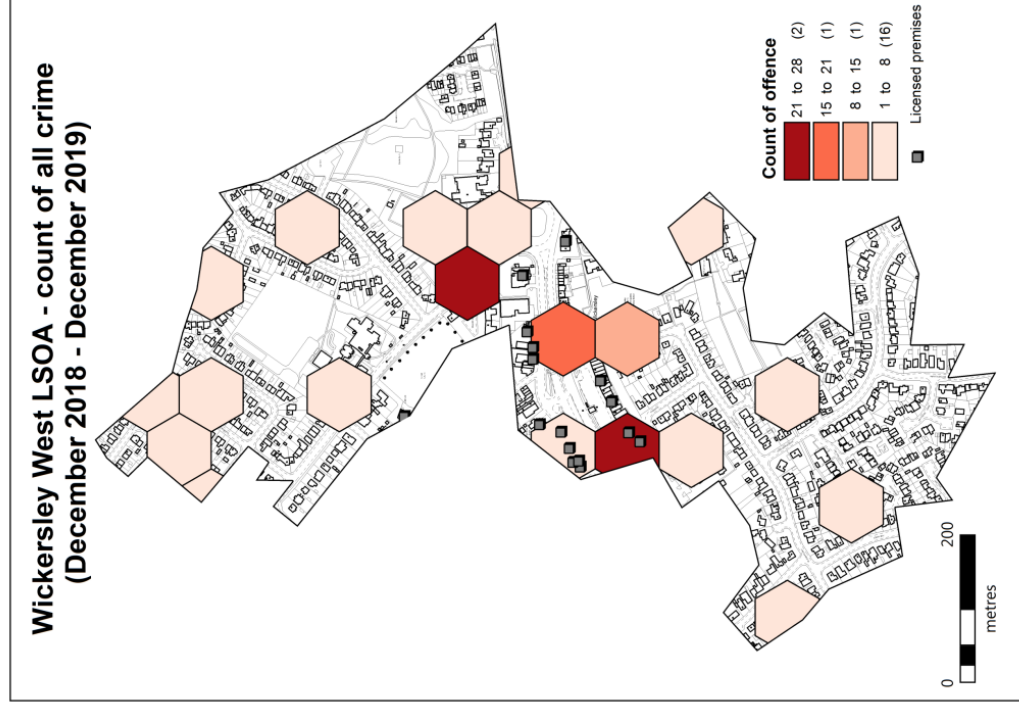 Wickersley West LSOA - count of all crime
(December 2018 - December 2019)
Count of offence
21 to 28 (2)
15 to 21 (1)
8 to 15 (1)
1 to 8 (16)
Licensed premises
0 200
metres